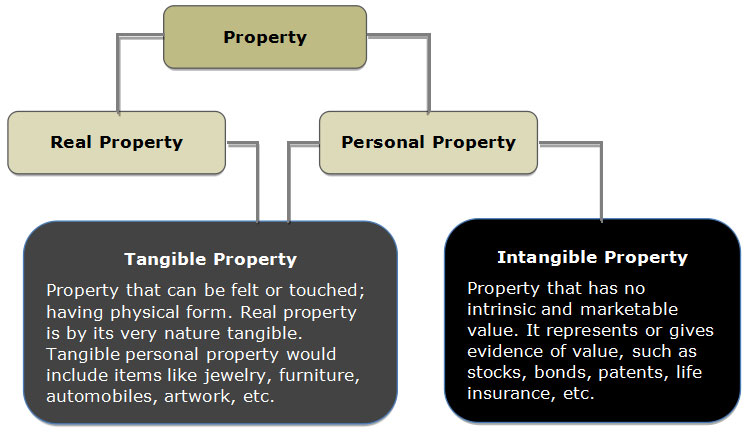 Property
Real Property
Personal Property
Tangible Property
Property that can be felt or touched;
having physical form. Real property
is by its very nature tangible.
Tangible personal property would
include items like jewelry, furniture,
automobiles, artwork, etc.
Intangible Property
Property that has no
intrinsic and marketable
value. It represents or gives
evidence of value, such as
stocks, bonds, patents, life
insurance, etc.